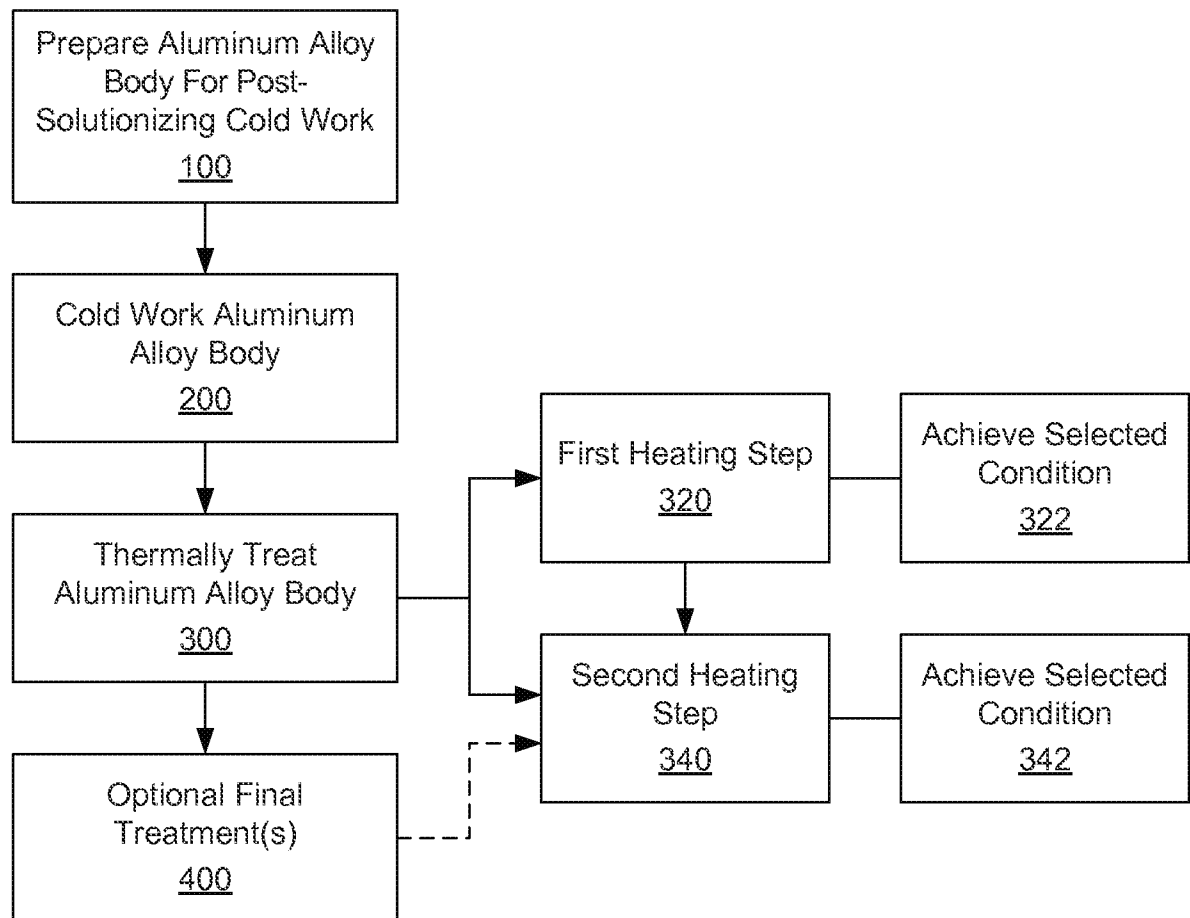 Prepare Aluminum Alloy
Body For Post-
Solutionizing Cold Work
100
Cold Work Aluminum
Alloy Body
200
Thermally Treat
Aluminum Alloy Body
300
Optional Final
Treatment(s)
400
First Heating Step
320
Achieve Selected
Condition
322
Second Heating
Step
340
Achieve Selected
Condition
342